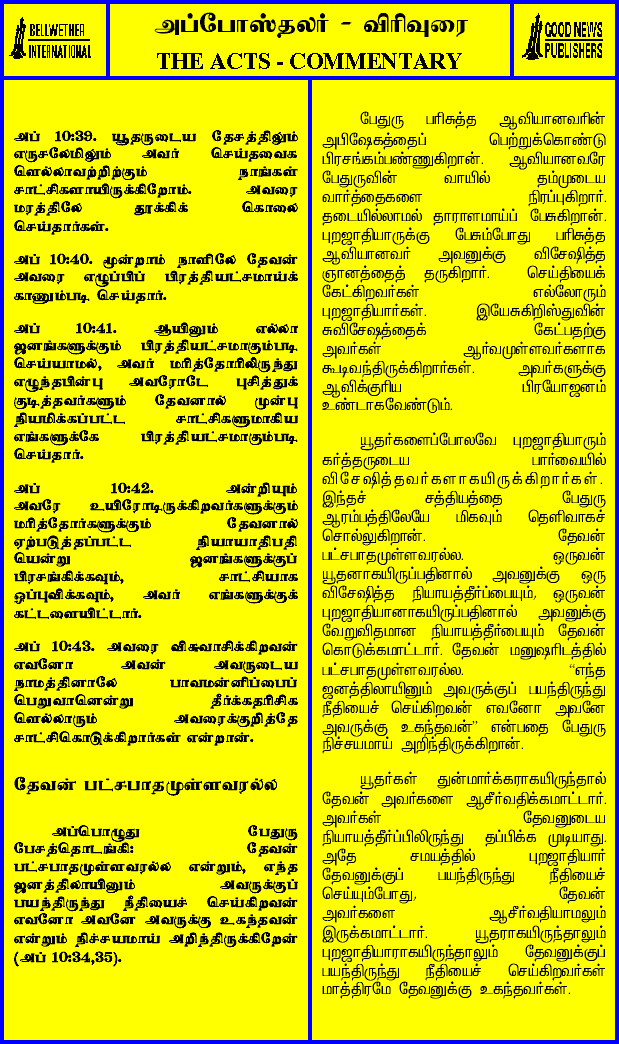 BELLWETHER
INTERNATIONAL
அப்போஸ்தலர் - விரிவுரை
THE ACTS - COMMENTARY
GOOD NEWS
PUBLISHERS
அப் 10:39. யூதருடைய தேசத்திலும்
எருசலேமிலும் அவர் செய்தவைக
ளெல்லாவற்றிற்கும் நாங்கள்
சாட்சிகளாயிருக்கிறோம். அவரை
மரத்திலே தூக்கிக் கொலை
செய்தார்கள்.
அப் 10:40. மூன்றாம் நாளிலே தேவன்
அவரை எழுப்பிப் பிரத்தியட்சமாய்க்
காணும்படி செய்தார்.
அப் 10:41. ஆயினும் எல்லா
ஜனங்களுக்கும் பிரத்தியட்சமாகும்படி
செய்யாமல், அவர் மரித்தோரிலிருந்து
எழுந்தபின்பு அவரோடே புசித்துக்
குடித்தவர்களும் தேவனால் முன்பு
நியமிக்கப்பட்ட சாட்சிகளுமாகிய
எங்களுக்கே பிரத்தியட்சமாகும்படி
செய்தார்.
அப் 10:42. அன்றியும்
அவரே உயிரோடிருக்கிறவர்களுக்கும்
மரித்தோர்களுக்கும் தேவனால்
ஏற்படுத்தப்பட்ட நியாயாதிபதி
யென்று ஜனங்களுக்குப்
பிரசங்கிக்கவும், சாட்சியாக
ஒப்புவிக்கவும், அவர் எங்களுக்குக்
கட்டளையிட்டார்.
அப் 10:43. அவரை விசுவாசிக்கிறவன்
எவனோ அவன் அவருடைய
நாமத்தினாலே பாவமன்னிப்பைப்
பெறுவானென்று தீர்க்கதரிசிக
ளெல்லாரும் அவரைக்குறித்தே
சாட்சிகொடுக்கிறார்கள் என்றான்.
தேவன் பட்சபாதமுள்ளவரல்ல
அப்பொழுது பேதுரு
பேசத்தொடங்கி: தேவன்
பட்சபாதமுள்ளவரல்ல என்றும், எந்த
ஜனத்திலாயினும் அவருக்குப்
பயந்திருந்து நீதியைச் செய்கிறவன்
எவனோ அவனே அவருக்கு உகந்தவன்
என்றும் நிச்சயமாய் அறிந்திருக்கிறேன்
(அப் 10:34,35).
பேதுரு பரிசுத்த ஆவியானவரின்
அபிஷேகத்தைப் பெற்றுக்கொண்டு
பிரசங்கம்பண்ணுகிறான். ஆவியானவரே
பேதுருவின் வாயில் தம்முடைய
வார்த்தைகளை நிரப்புகிறார்.
தடையில்லாமல் தாராளமாய்ப் பேசுகிறான்.
புறஜாதியாருக்கு பேசும்போது பரிசுத்த
ஆவியானவர் அவனுக்கு விசேஷித்த
ஞானத்தைத் தருகிறார். செய்தியைக்
கேட்கிறவர்கள் எல்லோரும்
புறஜாதியார்கள். இயேசுகிறிஸ்துவின்
சுவிசேஷத்தைக் கேட்பதற்கு
அவர்கள் ஆர்வமுள்ளவர்களாக
கூடிவந்திருக்கிறார்கள். அவர்களுக்கு
ஆவிக்குரிய பிரயோஜனம்
உண்டாகவேண்டும்.
யூதர்களைப்போலவே புறஜாதியாரும்
கர்த்தருடைய பார்வையில்
விசேஷித்தவர்களாகயிருக்கிறார்கள்.
இந்தச் சத்தியத்தை பேதுரு
ஆரம்பத்திலேயே மிகவும் தெளிவாகச்
சொல்லுகிறான். தேவன்
பட்சபாதமுள்ளவரல்ல. ஒருவன்
யூதனாகயிருப்பதினால் அவனுக்கு ஒரு
விசேஷித்த நியாயத்தீர்ப்பையும், ஒருவன்
புறஜாதியானாகயிருப்பதினால் அவனுக்கு
வேறுவிதமான நியாயத்தீர்பையும் தேவன்
கொடுக்கமாட்டார். தேவன் மனுஷரிடத்தில்
பட்சபாதமுள்ளவரல்ல. “எந்த
ஜனத்திலாயினும் அவருக்குப் பயந்திருந்து
நீதியைச் செய்கிறவன் எவனோ அவனே
அவருக்கு உகந்தவன்” என்பதை பேதுரு
நிச்சயமாய் அறிந்திருக்கிறான்.
யூதர்கள் துன்மார்க்கராகயிருந்தால்
தேவன் அவர்களை ஆசீர்வதிக்கமாட்டார்.
அவர்கள் தேவனுடைய
நியாயத்தீர்ப்பிலிருந்து தப்பிக்க முடியாது.
அதே சமயத்தில் புறஜாதியார்
தேவனுக்குப் பயந்திருந்து நீதியைச்
செய்யும்போது, தேவன்
அவர்களை ஆசீர்வதியாமலும்
இருக்கமாட்டார். யூதராகயிருந்தாலும்
புறஜாதியாராகயிருந்தாலும் தேவனுக்குப்
பயந்திருந்து நீதியைச் செய்கிறவர்கள்
மாத்திரமே தேவனுக்கு உகந்தவர்கள்.